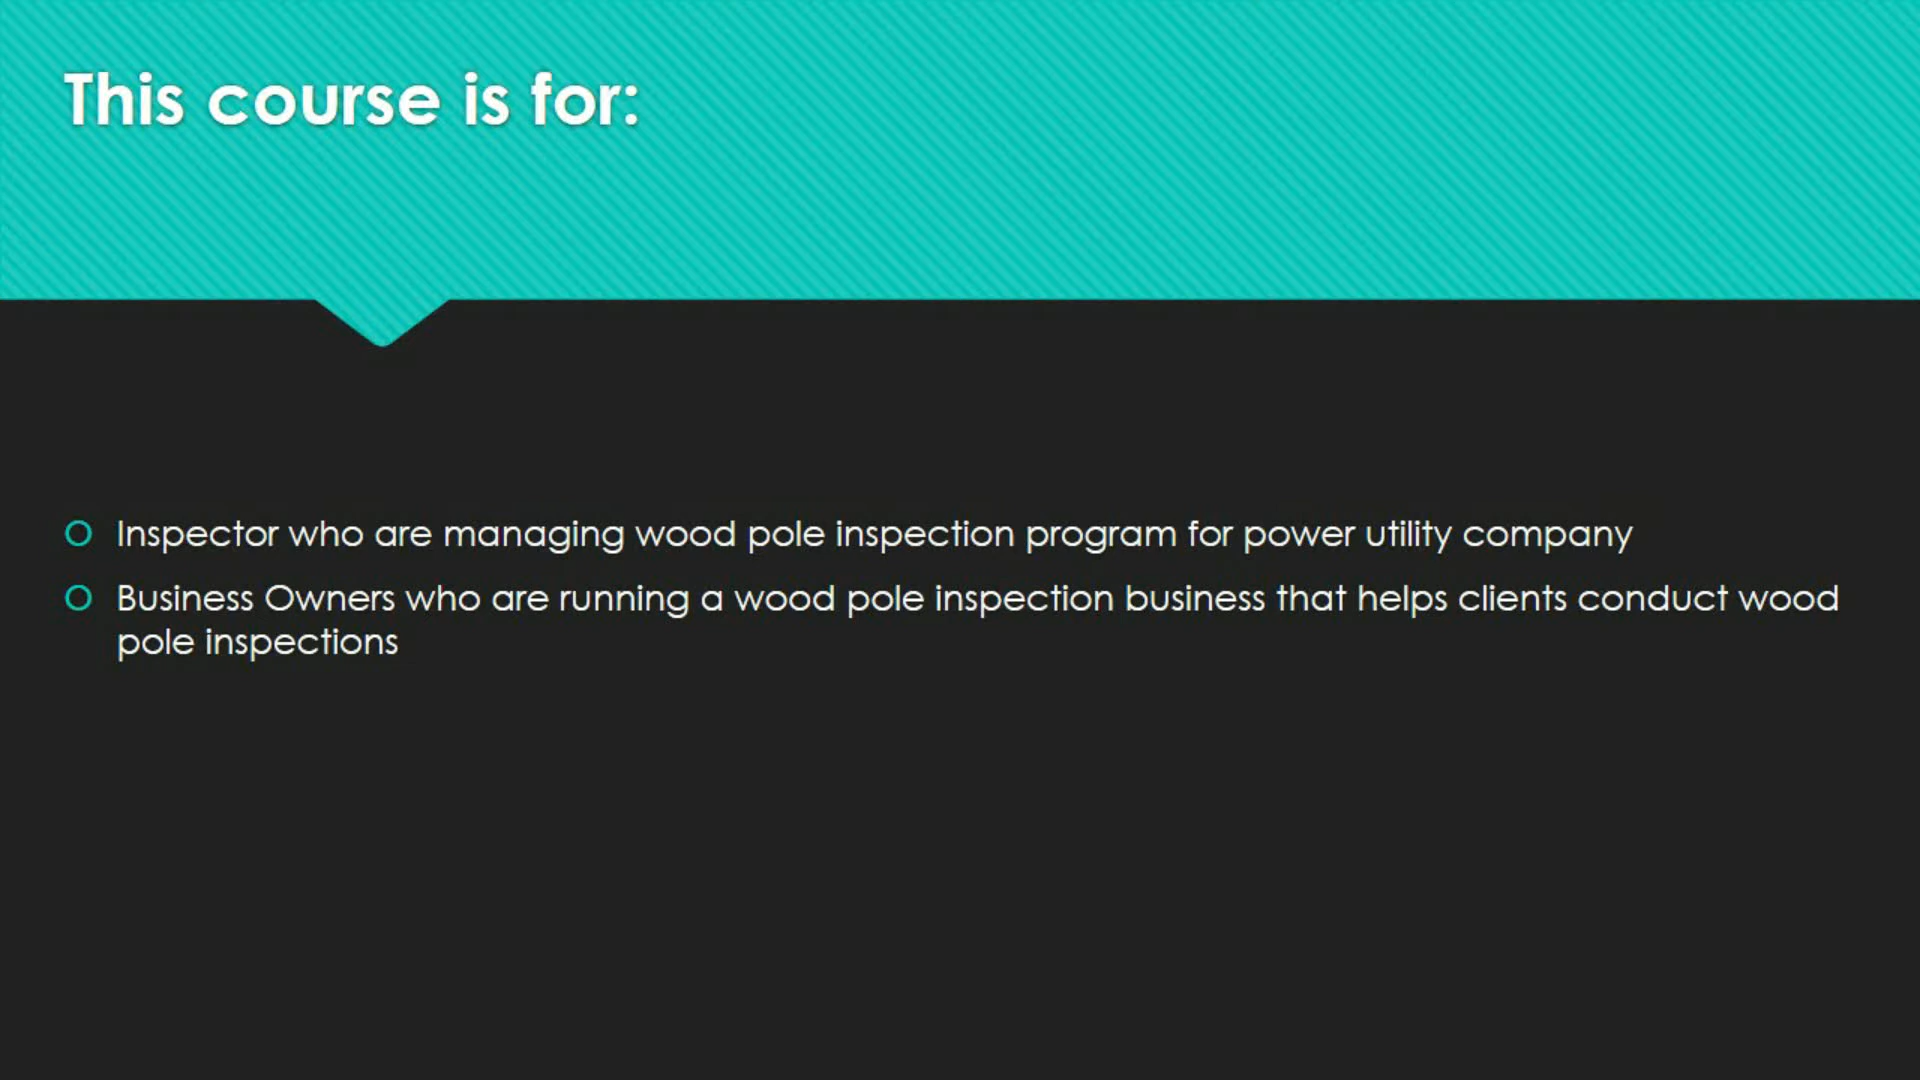 This course is for:
Inspector who are managing wood pole inspection program for power utility company
Business Owners who are running a wood pole inspection business that helps clients conduct wood
pole inspections